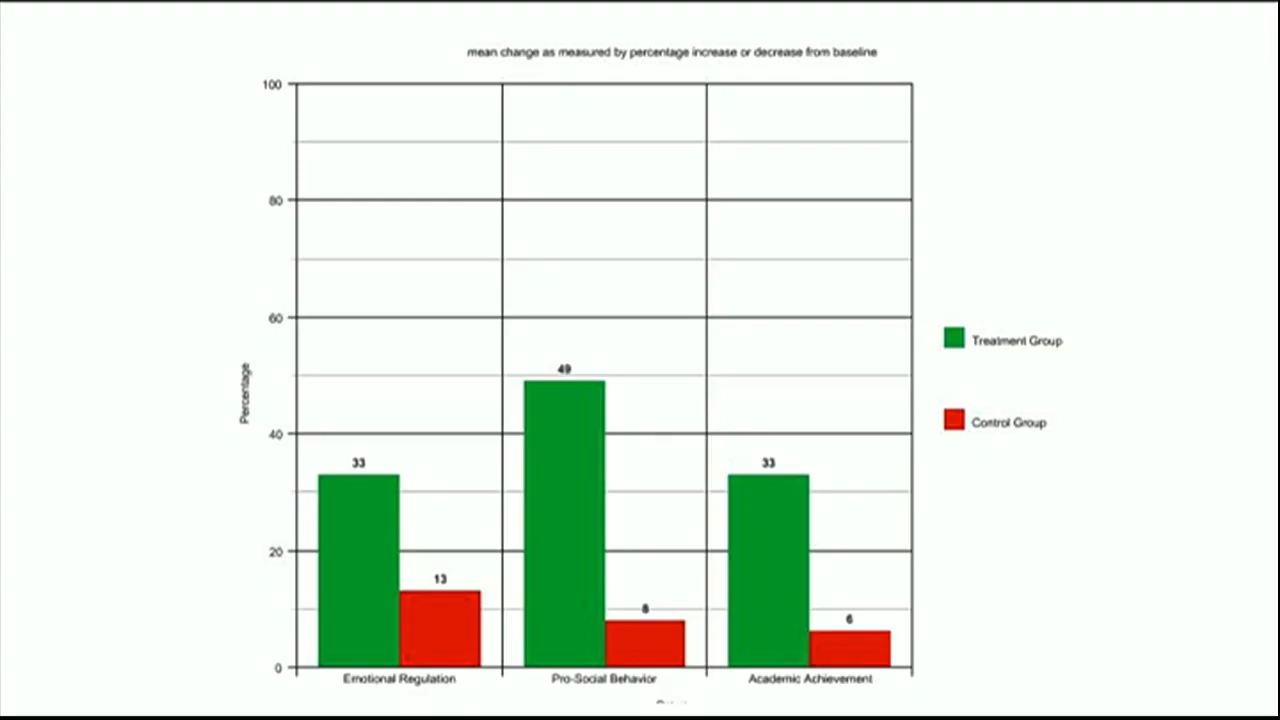 mean change as measured by percentage increase or decrease from baseline
100
80
60
40
20
0
Percentage
49
33
33
13
8
6
Treatment Group
Control Group
Emotional Regulation
Pro-Social Behavior
Academic Achievement